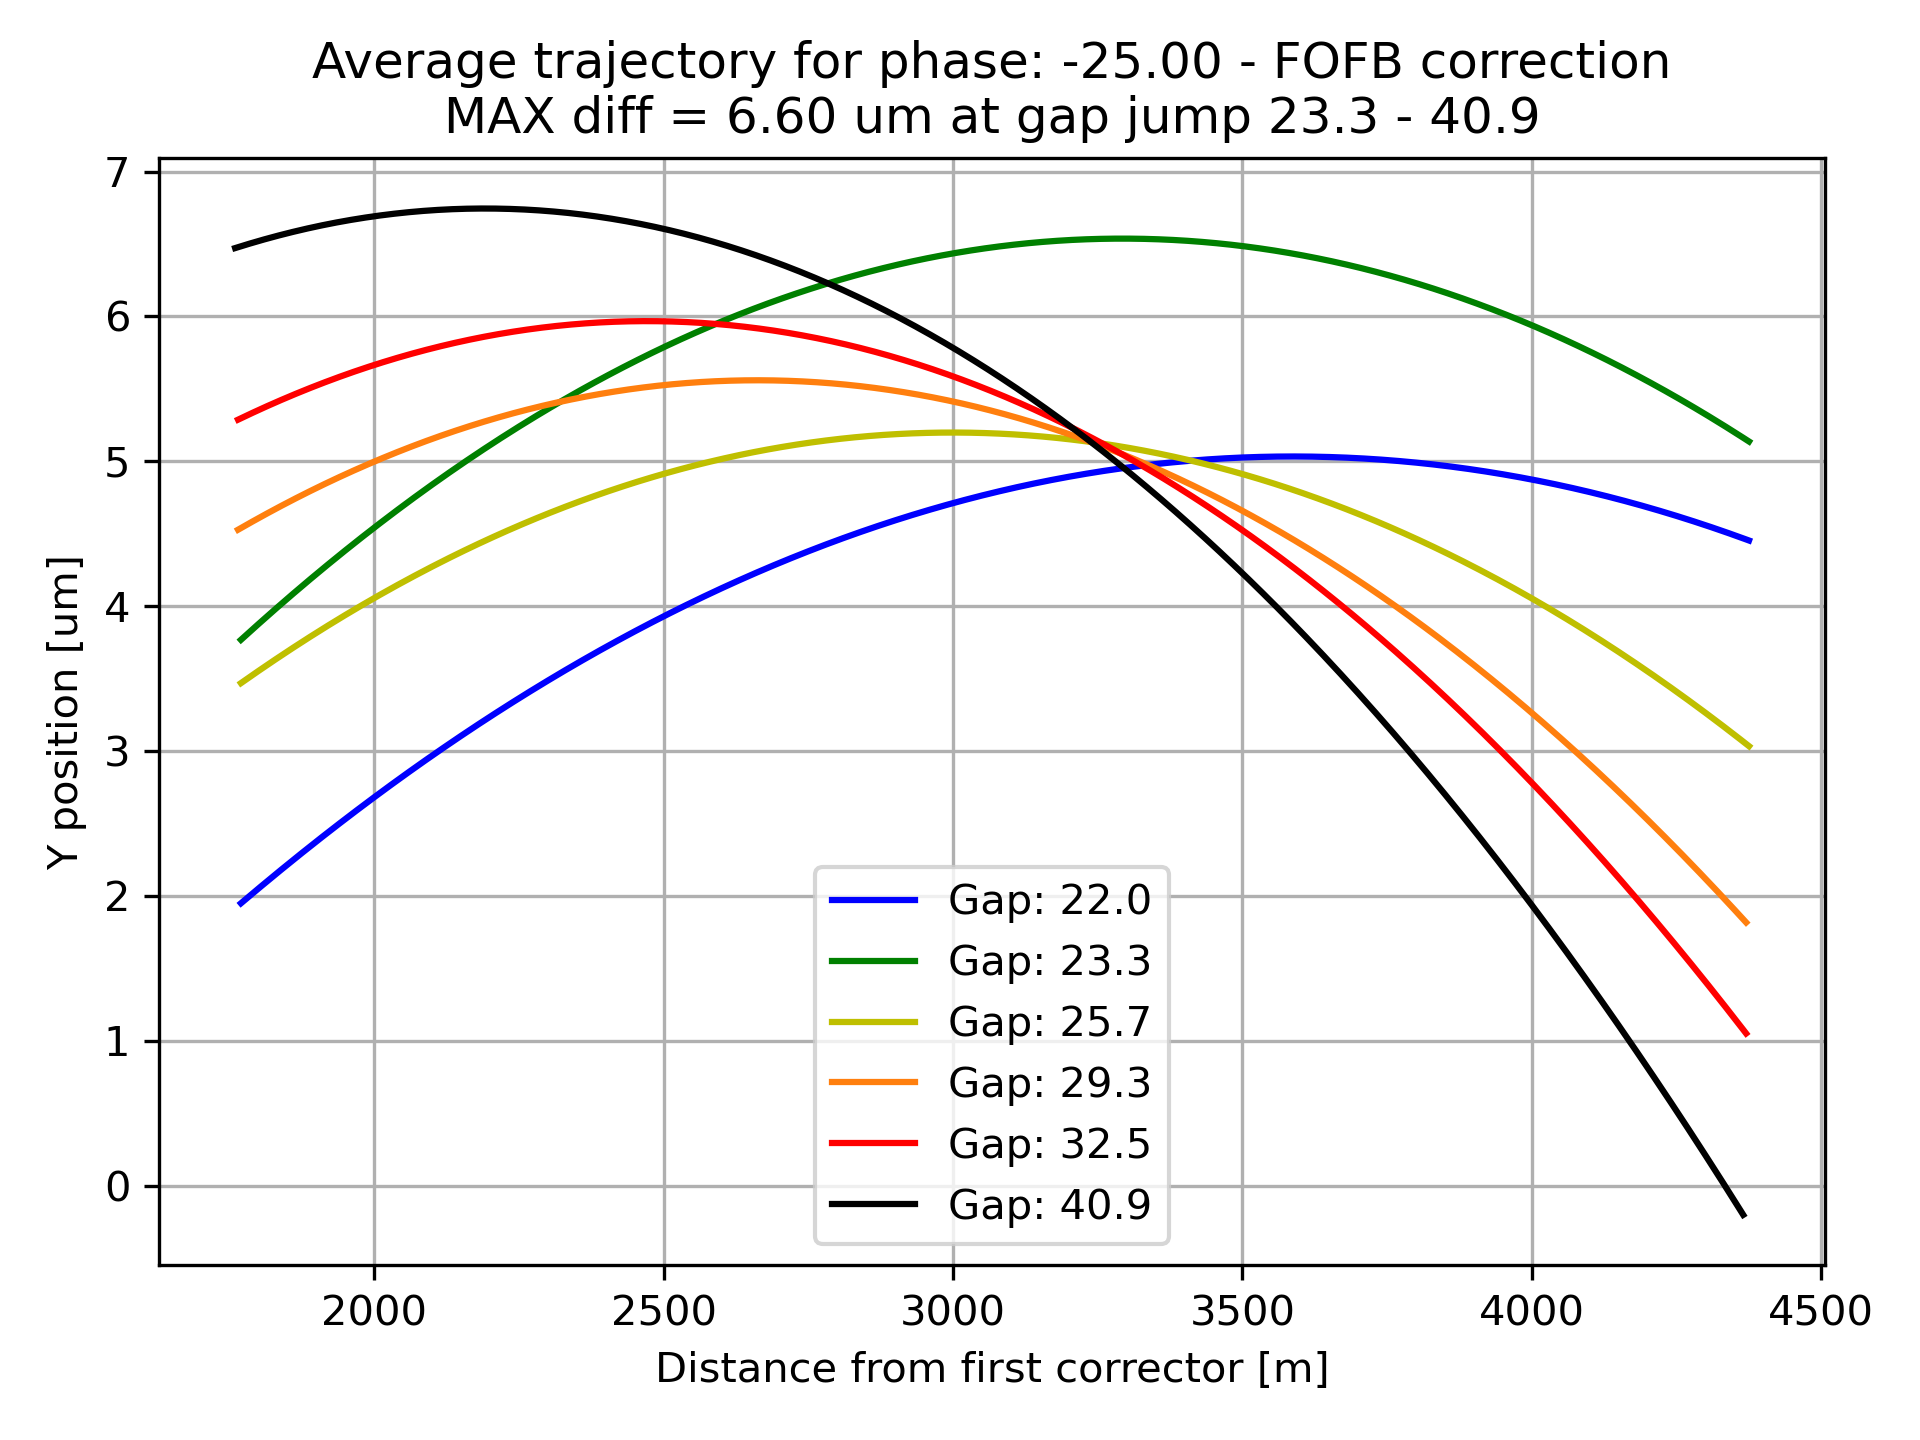 Average trajectory for phase: -25.00 - FOFB correction
MAX diff = 6.60 um at gap jump 23.3 - 40.9
7
6
5
4
3
2
1
0
Y position [um]
Gap: 22.0
Gap: 23.3
Gap: 25.7
Gap: 29.3
Gap: 32.5
Gap: 40.9
2000 2500 3000 3500 4000 4500
Distance from first corrector [m]